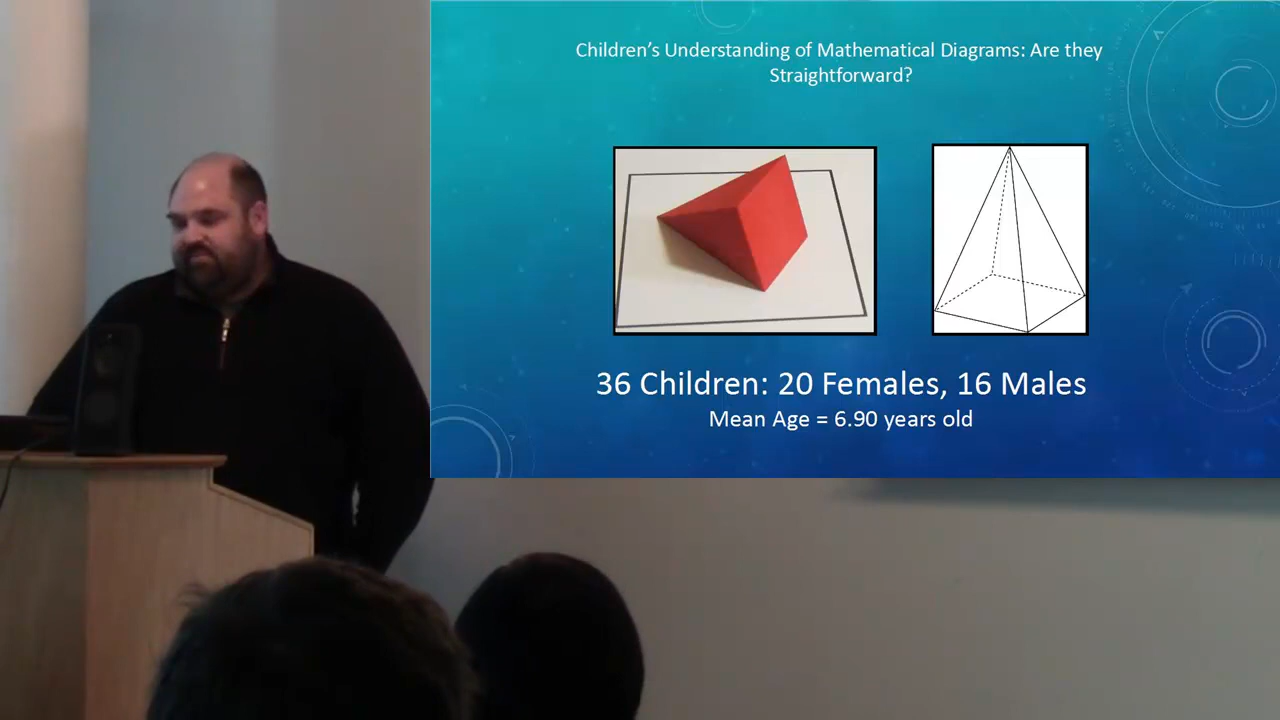 Children’s Understanding of Mathematical Diagrams: Are they
Straightforward?
36 Children: 20 Females, 16 Males
Mean Age = 6.90 years old